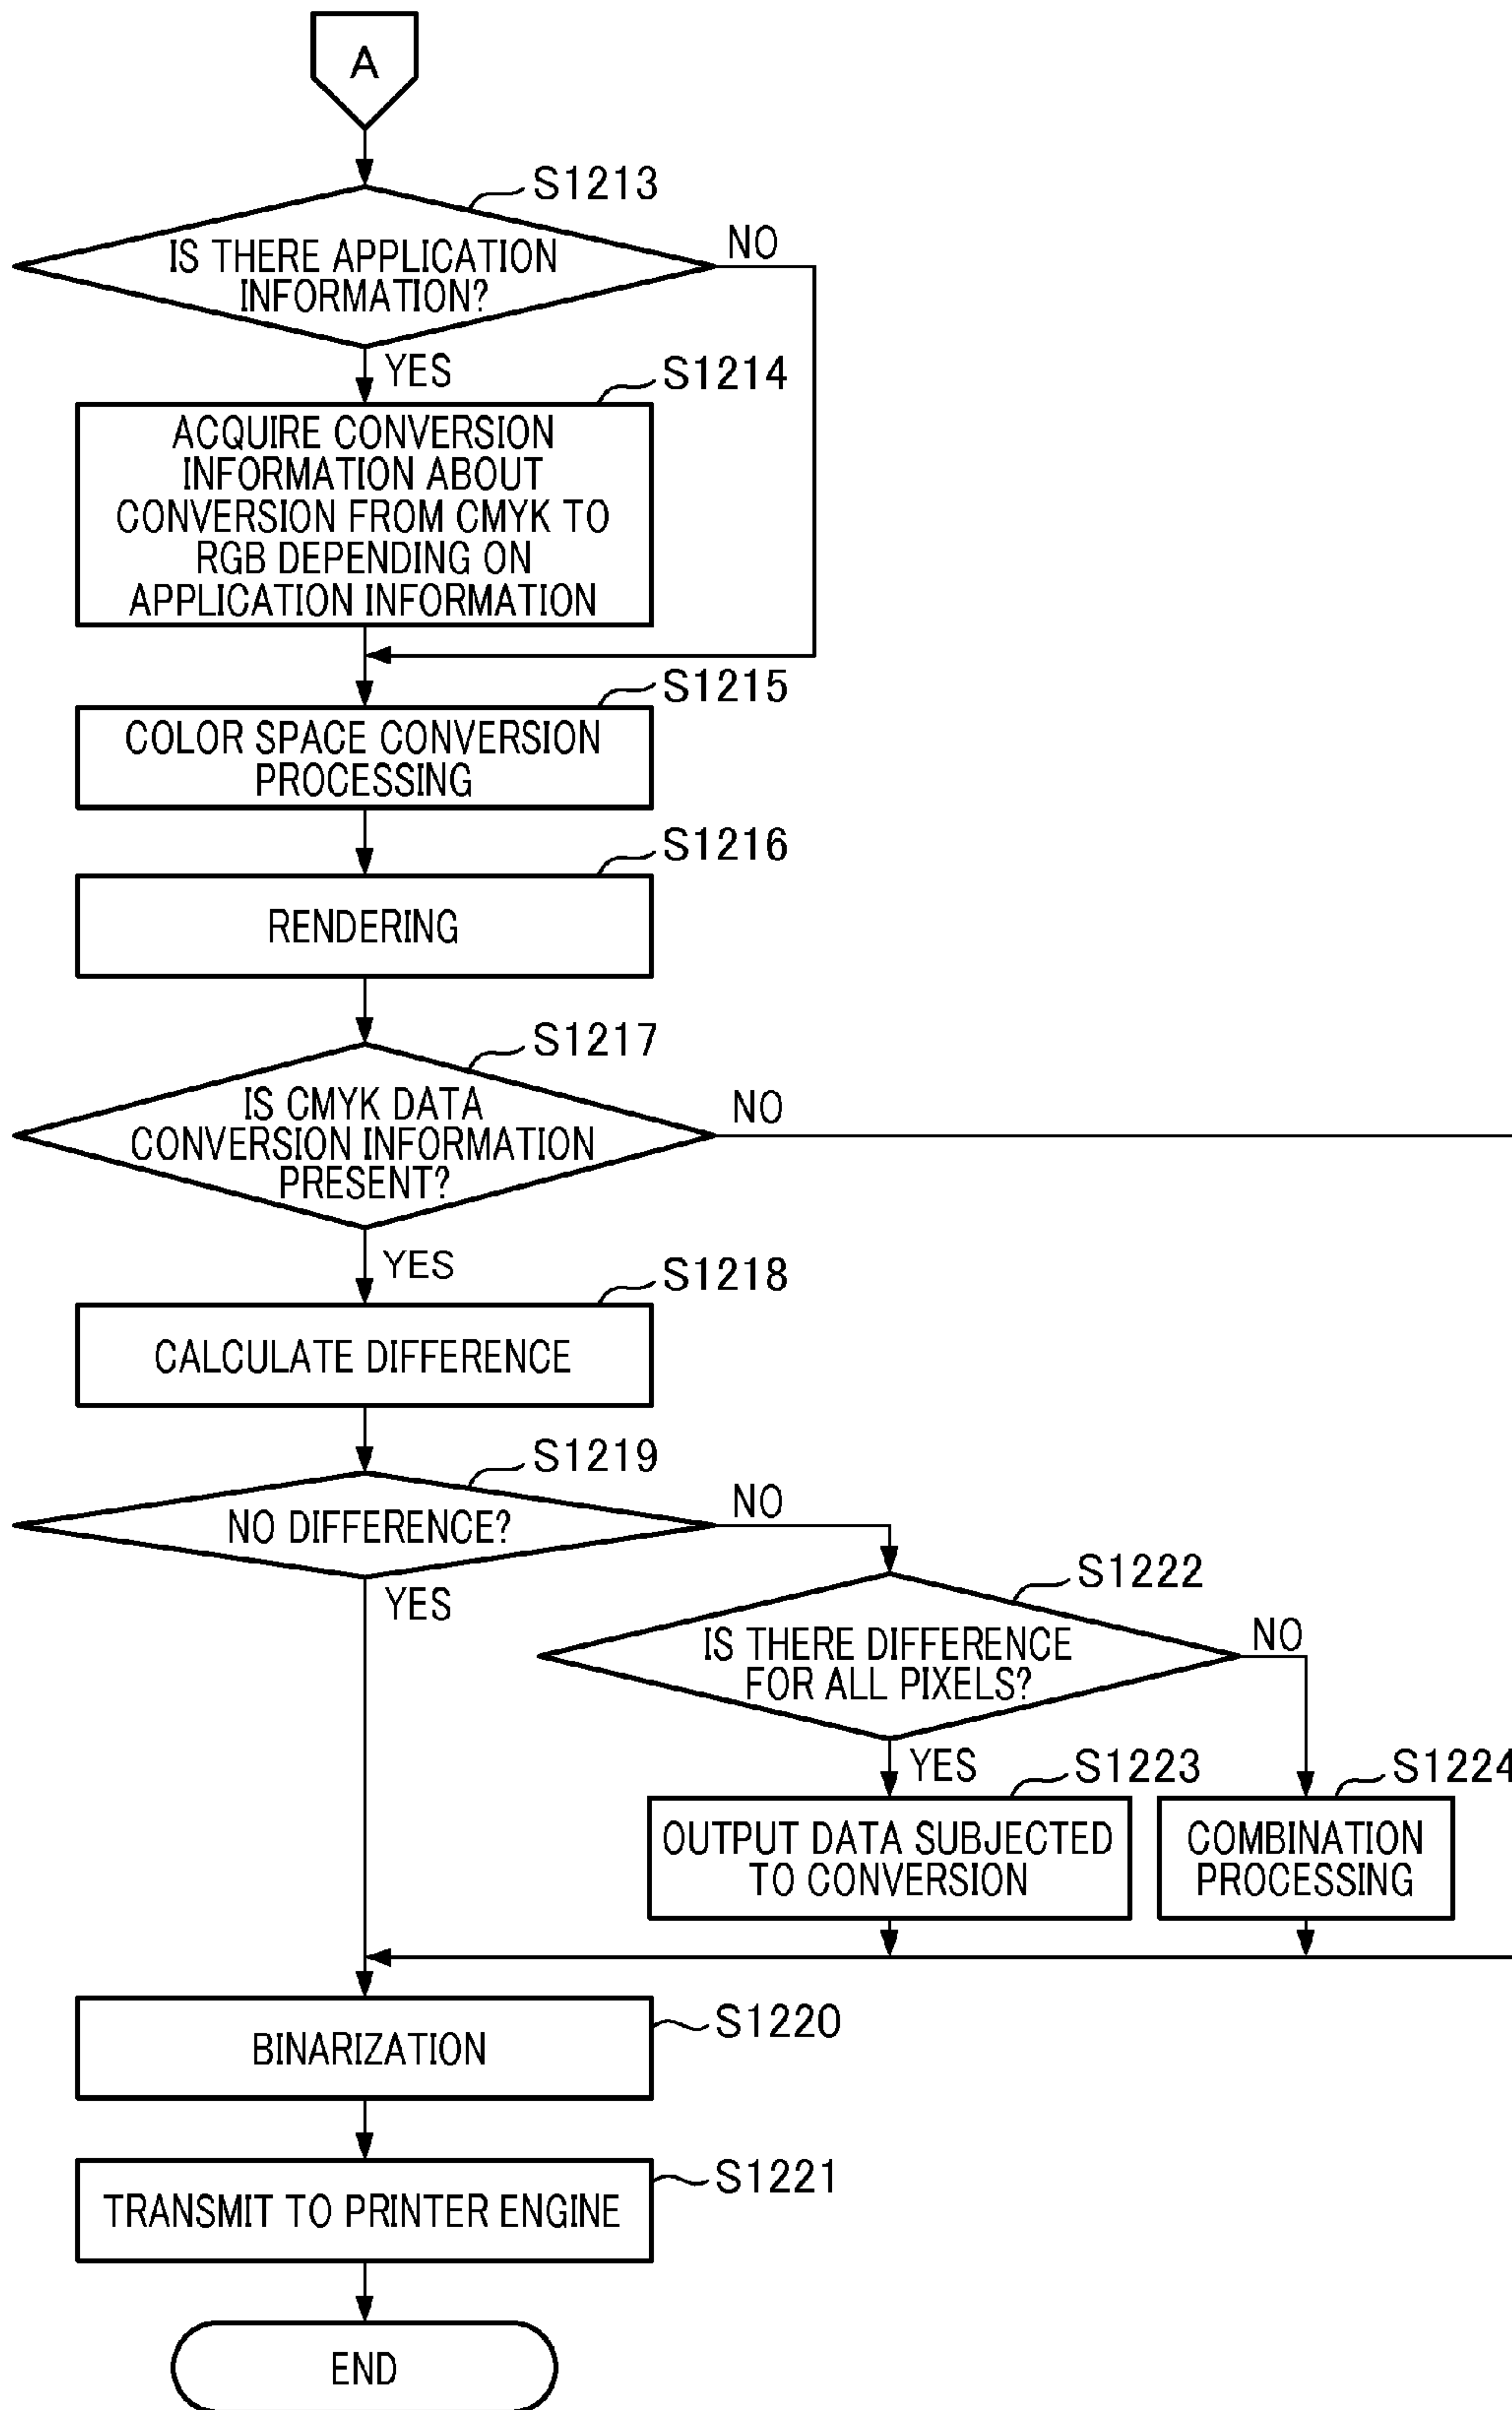 A
S1213
IS THERE APPLICATION
INFORMATION?
NO
YES
S1214
ACQUIRE CONVERSION
INFORMATION ABOUT
CONVERSION FROM CMYK TO
RGB DEPENDING ON
APPLICATION INFORMATION
S1215
COLOR SPACE CONVERSION
PROCESSING
S1216
RENDERING
S1217
IS CMYK DATA
CONVERSION INFORMATION
PRESENT?
NO
YES
S1218
CALCULATE DIFFERENCE
S1219
NO DIFFERENCE?
NO
YES
S1222
IS THERE DIFFERENCE
FOR ALL PIXELS?
NO
YES
S1223
OUTPUT DATA SUBJECTED
TO CONVERSION
S1224
COMBINATION
PROCESSING
S1220
BINARIZATION
S1221
TRANSMIT TO PRINTER ENGINE
END